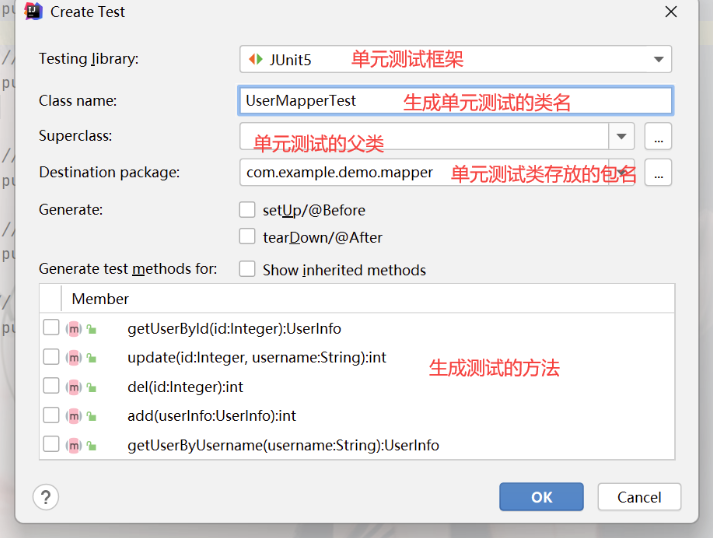 Create Test
Testing library: JUnit5 单元测试框架
Class name: UserMapperTest 生成单元测试的类名
Superclass: ...
单元测试的父类
Destination package: com.example.demo.mapper 单元测试类存放的包名 ...
Generate: setUp/@Before
tearDown/@After
Generate test methods for: Show inherited methods
Member
m getUserById(id:Integer):UserInfo
m update(id:Integer, username:String):int
生成测试的方法
m del(id:Integer):int
m add(userInfo:UserInfo):int
m getUserByUsername(username:String):UserInfo
? OK Cancel